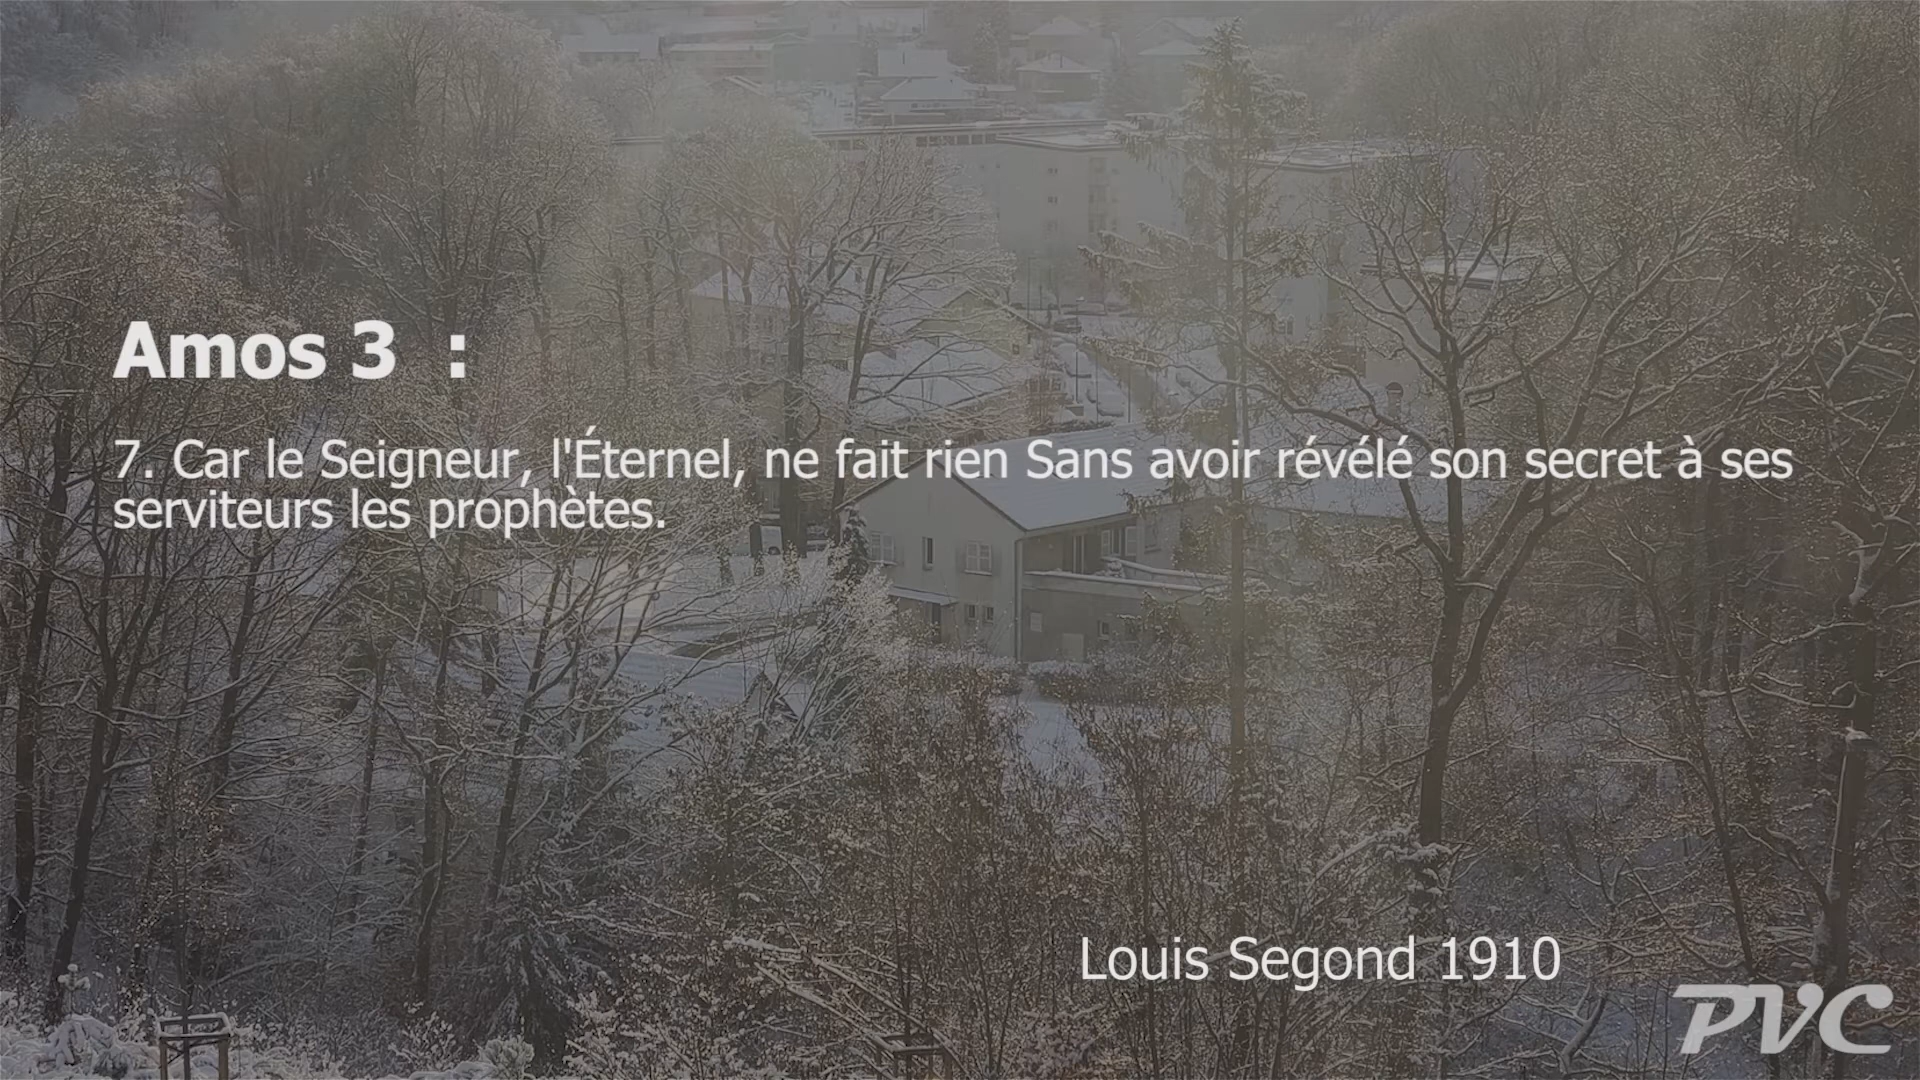 Amos 3  :
7. Car le Seigneur, l'Éternel, ne fait rien Sans avoir révélé son secret à ses
serviteurs les prophètes.
Louis Segond 1910
PVC